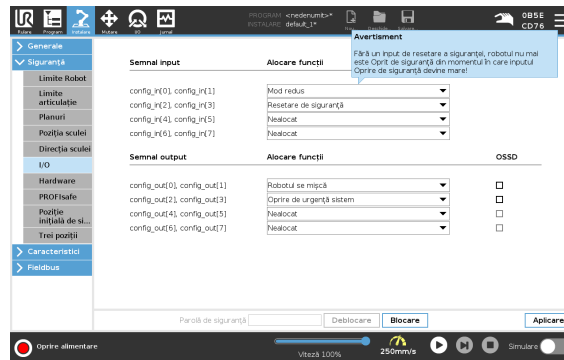 PROGRAM <nedenumit>*
INSTALARE default_1*
Rulare Program Instalare Mutare I/O Jurnal
Nou Deschide Salvare
0B5E
CD76
Avertisment
Fără un input de resetare a siguranței, robotul nu mai
este Oprit de siguranță din momentul în care inputul
Oprire de siguranță devine mare!
Generale
Siguranță
Limite Robot
Limite
articulație
Planuri
Poziția sculei
Direcția sculei
I/O
Hardware
PROFIsafe
Poziție
inițială de si...
Trei poziții
Caracteristici
Fieldbus
Semnal input Alocare funcții
config_in[0], config_in[1] Mod redus
config_in[2], config_in[3] Resetare de siguranță
config_in[4], config_in[5] Nealocat
config_in[6], config_in[7] Nealocat
Semnal output Alocare funcții OSSD
config_out[0], config_out[1] Robotul se mișcă
config_out[2], config_out[3] Oprire de urgență sistem
config_out[4], config_out[5] Nealocat
config_out[6], config_out[7] Nealocat
Parolă de siguranță Deblocare Blocare Aplicare
Oprire alimentare
Viteză 100%
250mm/s
Simulare